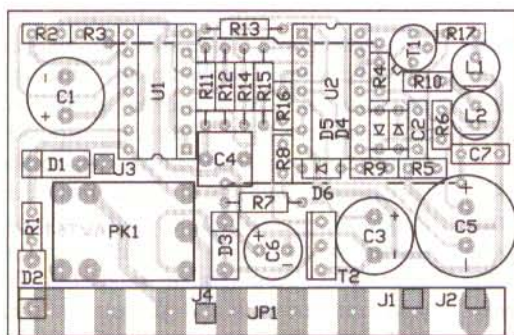 R2 R3 R13 T1 R17
C1 U1 R11 R12 R14 R15 R16 U2 R4 R10 L1
D5 D4 C2 R6 L2
D1 J3 C4 R8 R9 R5 C7
D6
R1 PK1 R7
D2 D3 C6 T2 C3 C5
J4 JP1 J1 J2